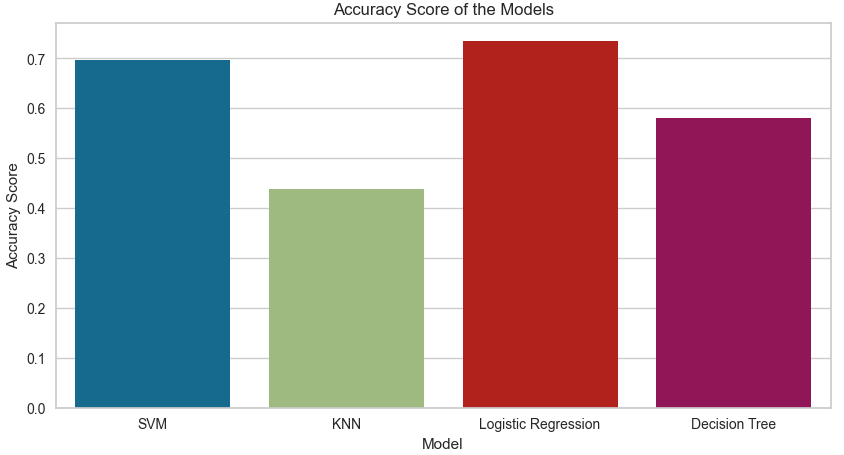 Accuracy Score of the Models
Accuracy Score
0.7
0.6
0.5
0.4
0.3
0.2
0.1
0.0
SVM
KNN
Logistic Regression
Decision Tree
Model